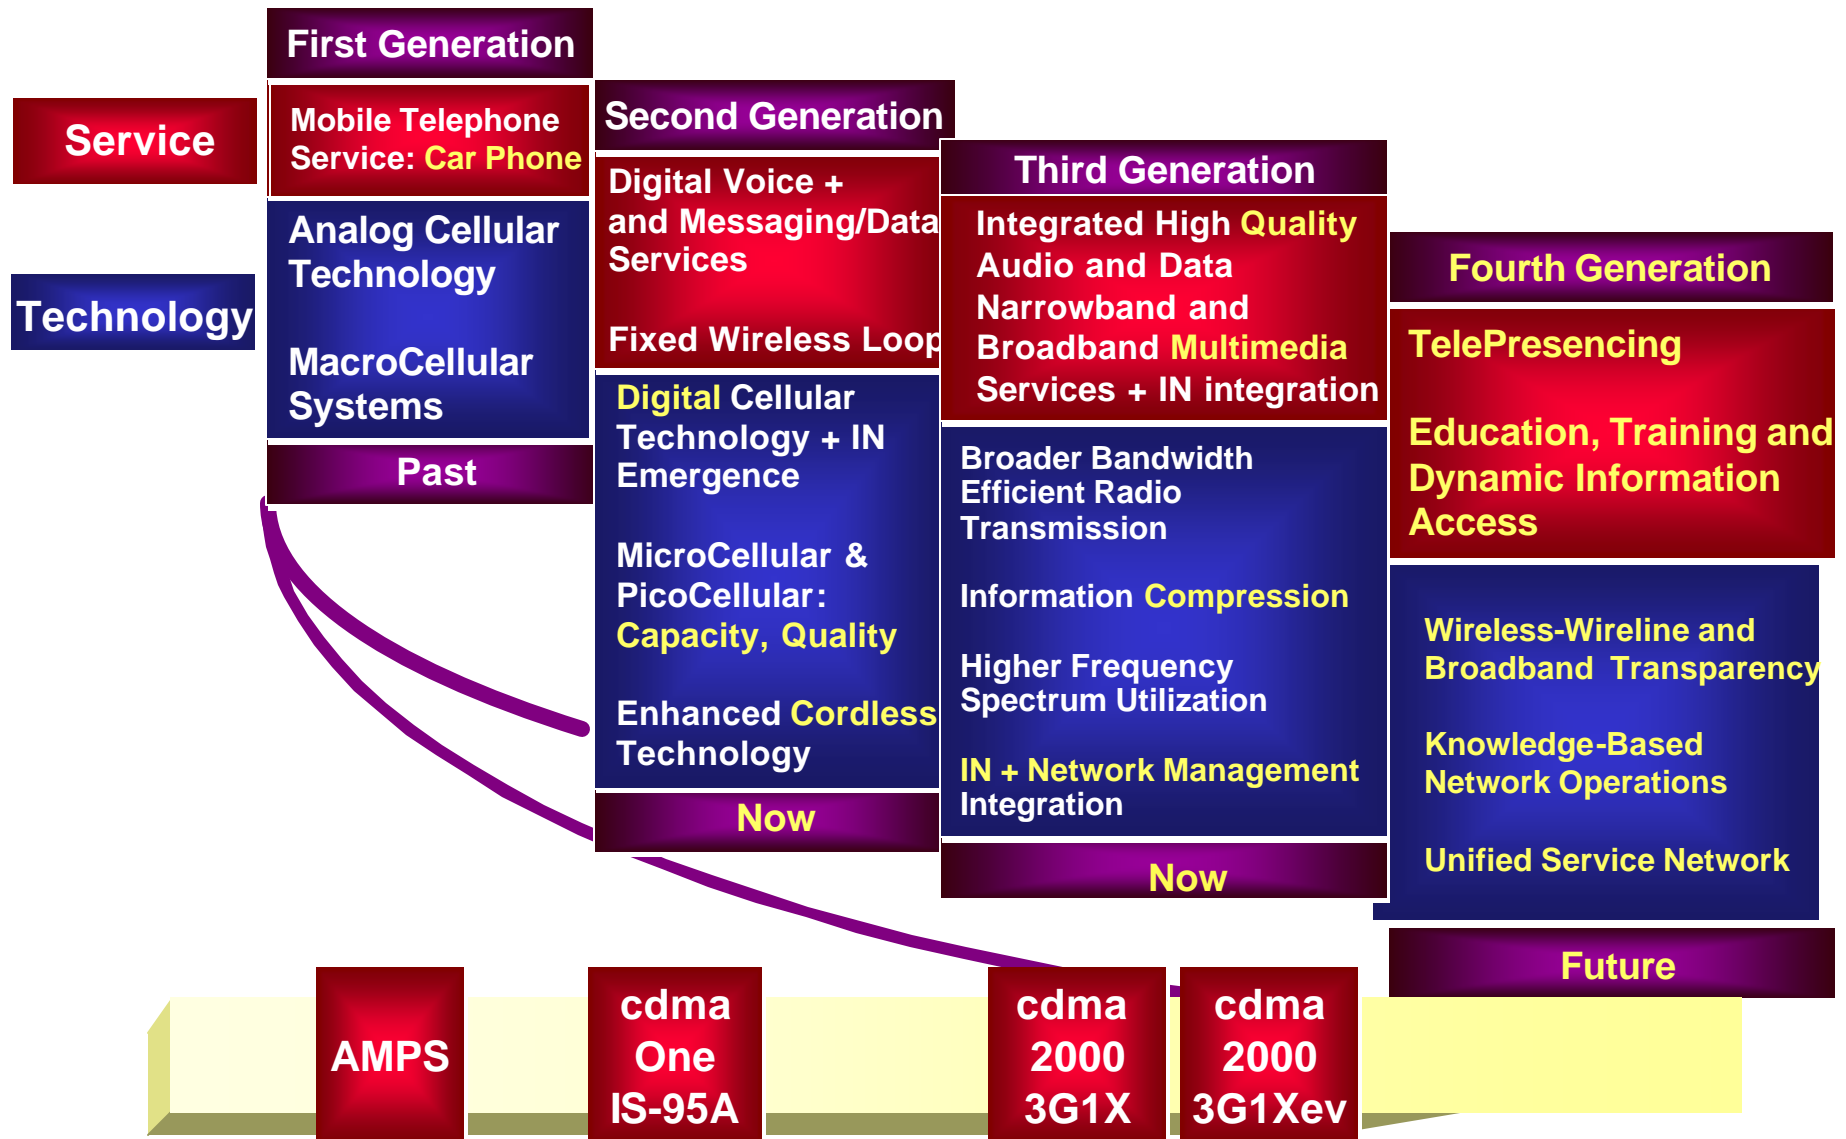 First Generation
Service
Mobile Telephone
Service: Car Phone
Technology
Analog Cellular
Technology
MacroCellular
Systems
Past
Second Generation
Digital Voice +
and Messaging/Data
Services
Fixed Wireless Loop
Digital Cellular
Technology + IN
Emergence
MicroCellular &
PicoCellular:
Capacity, Quality
Enhanced Cordless
Technology
Now
Third Generation
Integrated High Quality
Audio and Data
Narrowband and
Broadband Multimedia
Services + IN integration
Broader Bandwidth
Efficient Radio
Transmission
Information Compression
Higher Frequency
Spectrum Utilization
IN + Network Management
Integration
Now
Fourth Generation
TelePresencing
Education, Training and
Dynamic Information
Access
Wireless-Wireline and
Broadband Transparency
Knowledge-Based
Network Operations
Unified Service Network
Future
AMPS
cdma
One
IS-95A
cdma
2000
3G1X
cdma
2000
3G1Xev